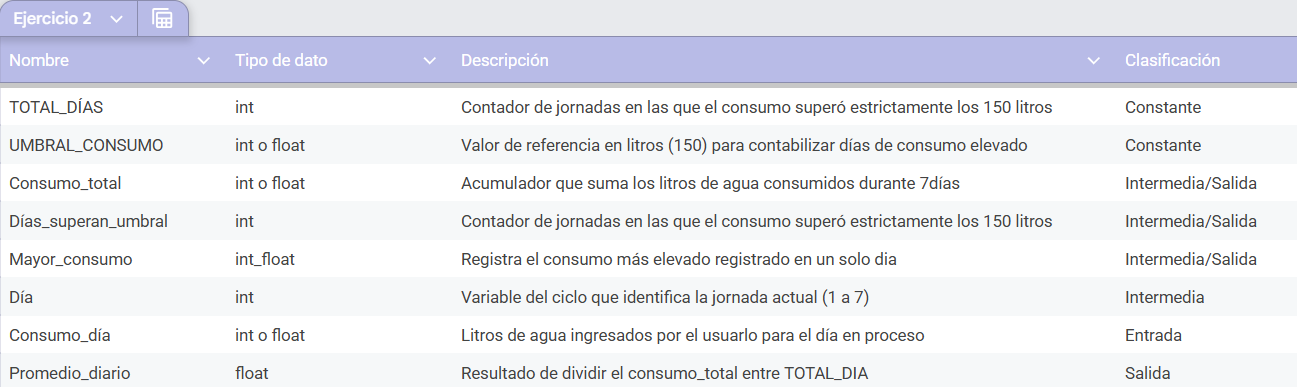 Ejercicio 2
Nombre Tipo de dato Descripción Clasificación
TOTAL_DÍAS int Contador de jornadas en las que el consumo superó estrictamente los 150 litros Constante
UMBRAL_CONSUMO int o float Valor de referencia en litros (150) para contabilizar días de consumo elevado Constante
Consumo_total int o float Acumulador que suma los litros de agua consumidos durante 7días Intermedia/Salida
Días_superan_umbral int Contador de jornadas en las que el consumo superó estrictamente los 150 litros Intermedia/Salida
Mayor_consumo int_float Registra el consumo más elevado registrado en un solo dia Intermedia/Salida
Día int Variable del ciclo que identifica la jornada actual (1 a 7) Intermedia
Consumo_día int o float Litros de agua ingresados por el usuarlo para el día en proceso Entrada
Promedio_diario float Resultado de dividir el consumo_total entre TOTAL_DIA Salida